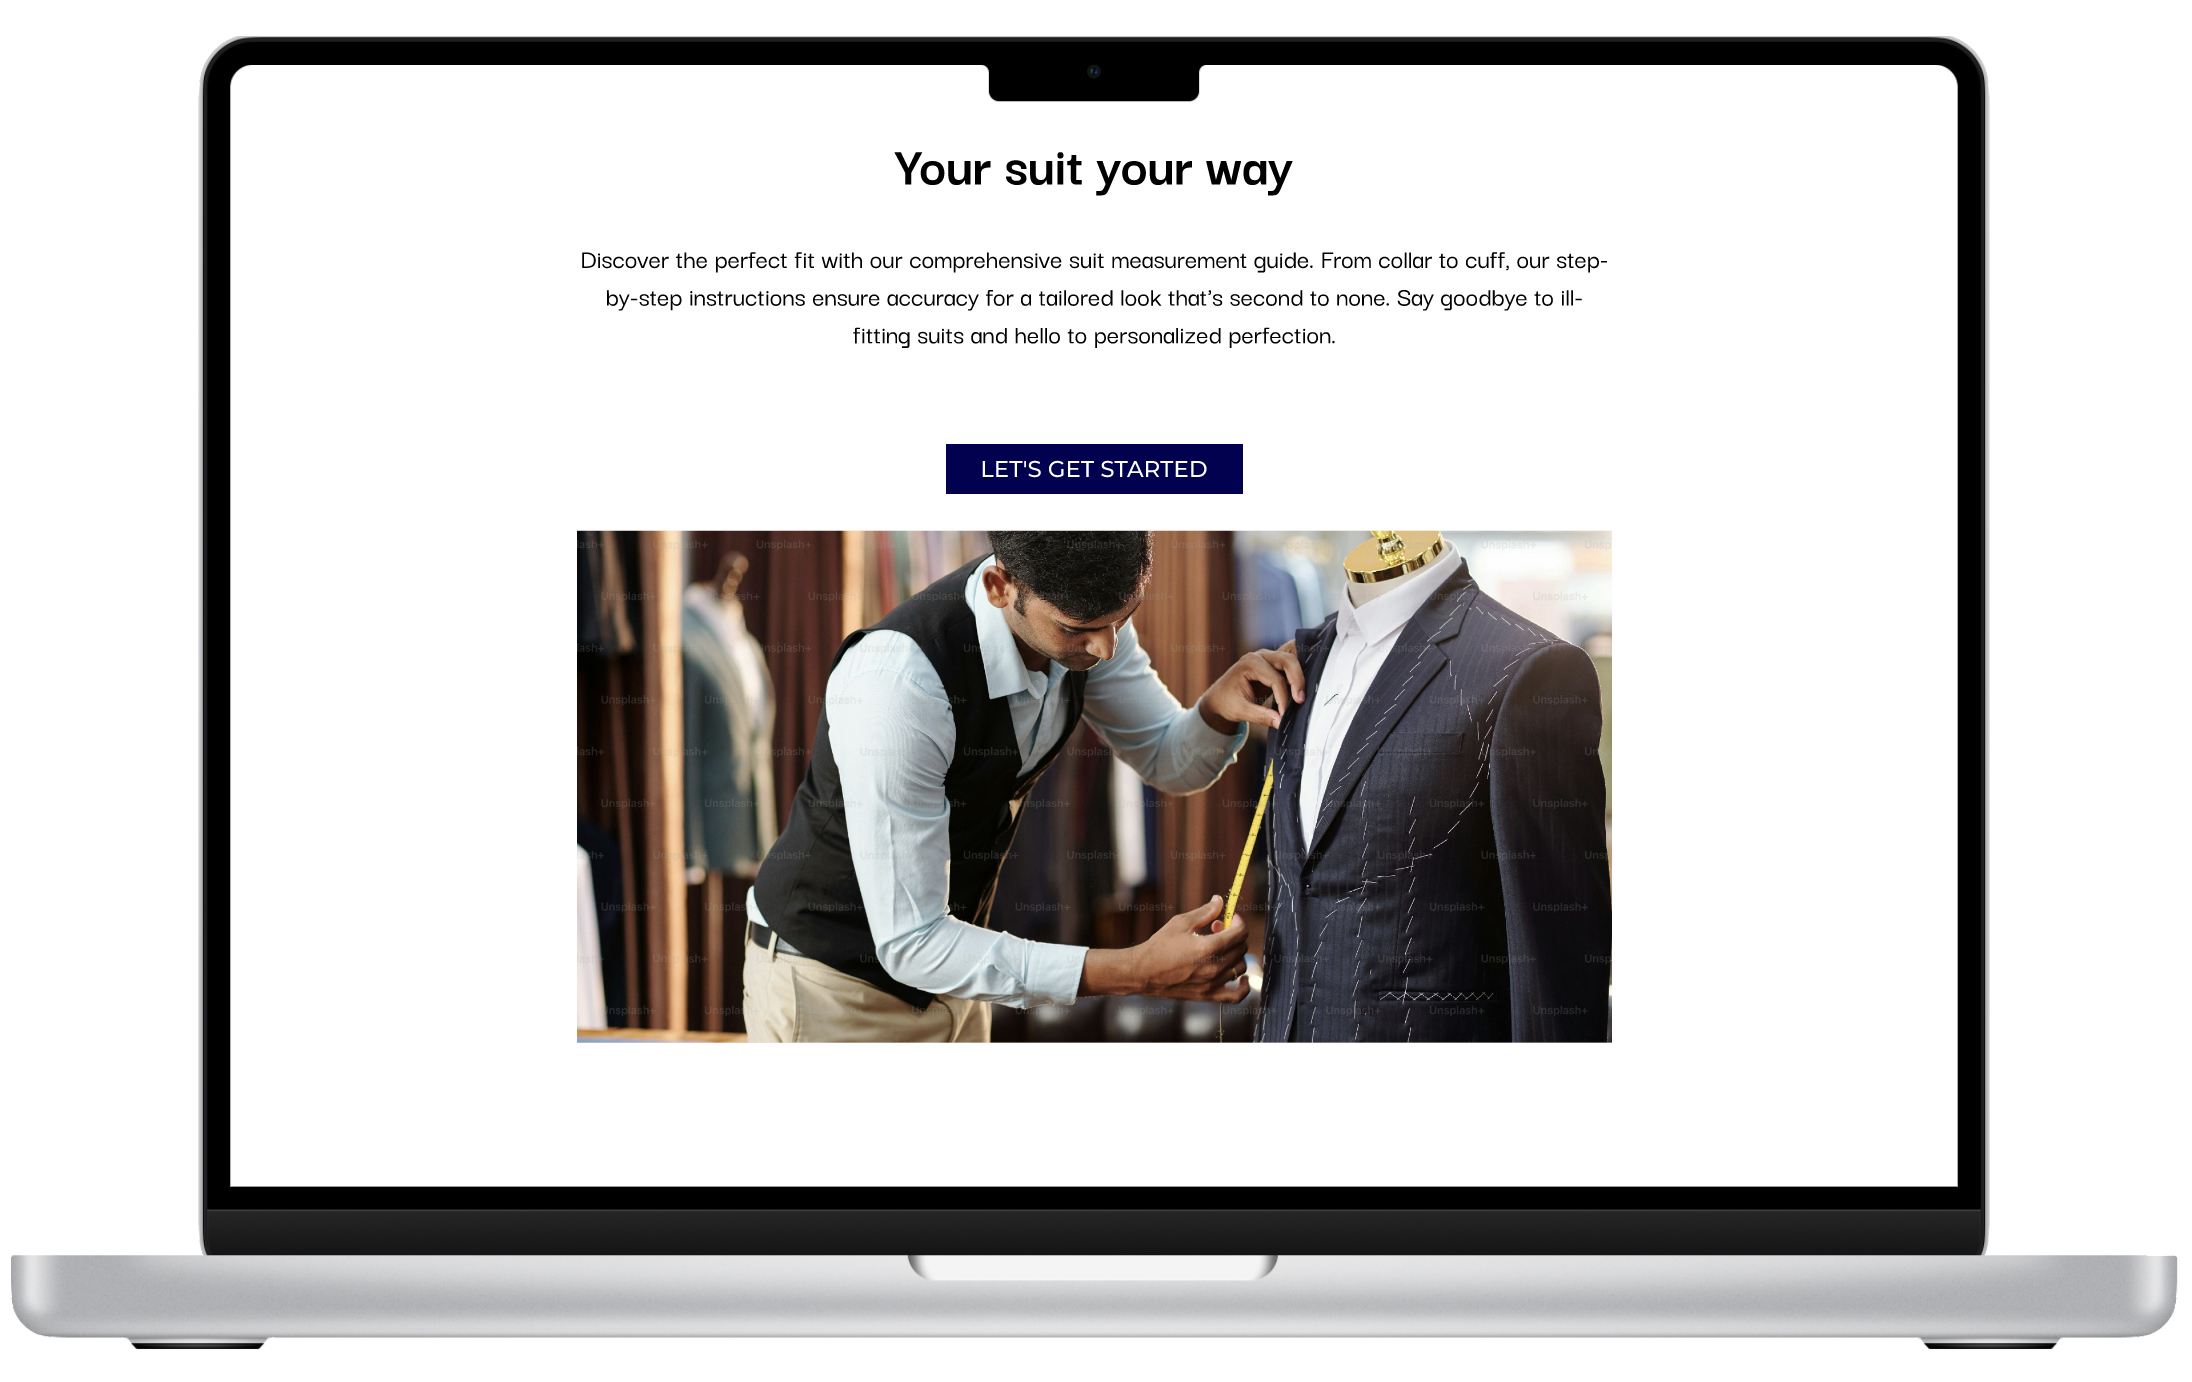 Your suit your way
Discover the perfect fit with our comprehensive suit measurement guide. From collar to cuff, our step-
by-step instructions ensure accuracy for a tailored look that's second to none. Say goodbye to ill-
fitting suits and hello to personalized perfection.
LET'S GET STARTED
Unsplash+